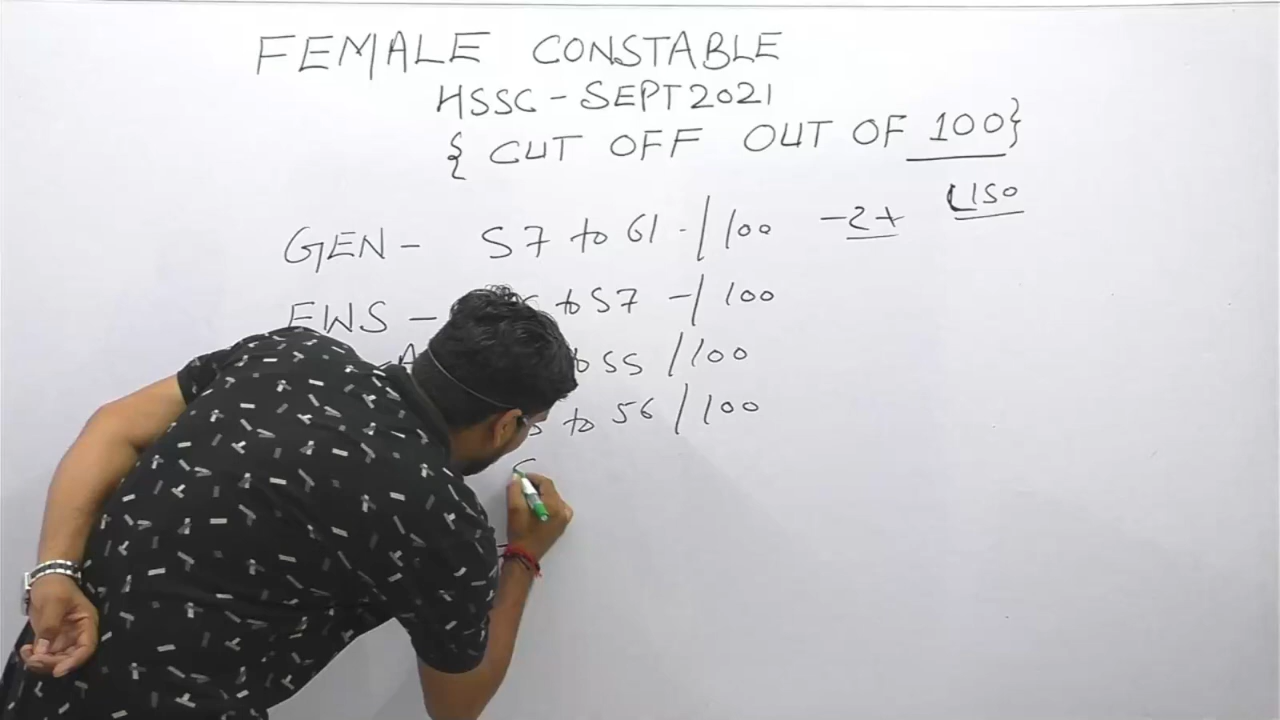 FEMALE CONSTABLE
HSSC - SEPT 2021
{ CUT OFF OUT OF 100}
150
GEN - 57 to 61 - / 100 - 2+
EWS - to 57 - / 100
55 / 100
to 56 / 100